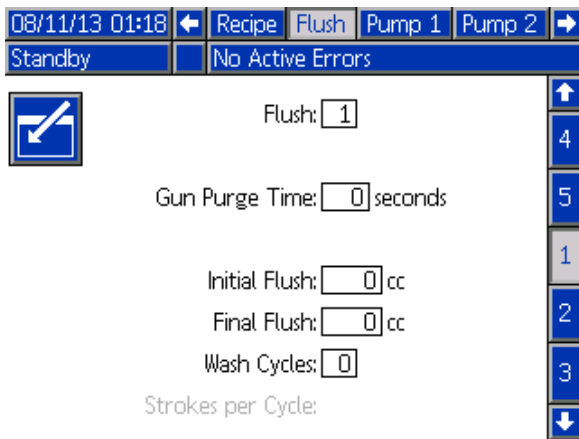 08/11/13 01:18 Recipe Flush Pump 1 Pump 2
Standby No Active Errors
Flush: 1
4
Gun Purge Time: 0 seconds
5
1
Initial Flush: 0 cc
Final Flush: 0 cc
2
Wash Cycles: 0
3
Strokes per Cycle: